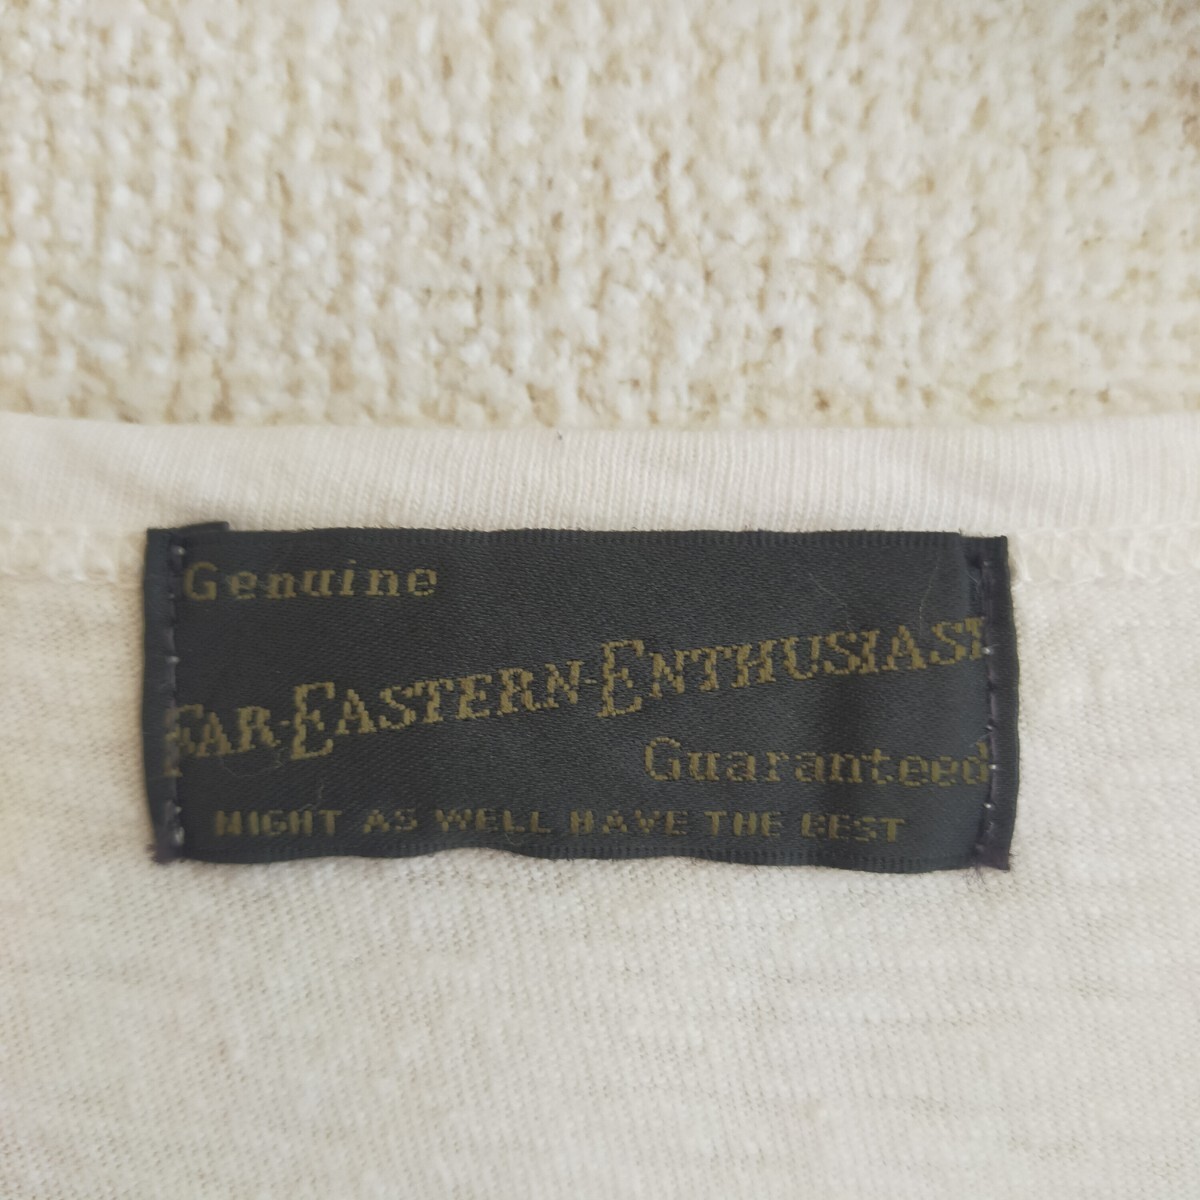 Genuine
FAR-EASTERN-ENTHUSIAST
Guaranteed
MIGHT AS WELL HAVE THE BEST